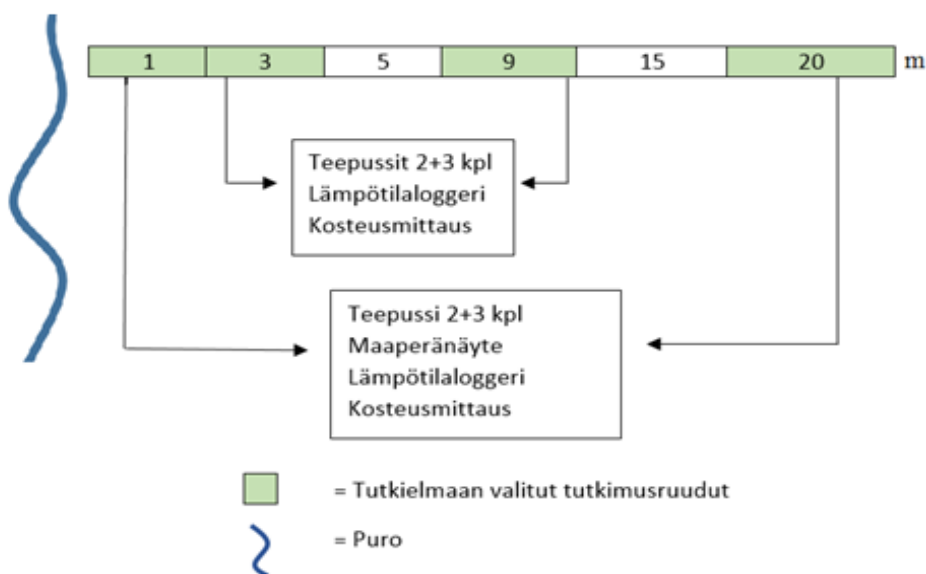 1 3 5 9 15 20 m
Teepussit 2+3 kpl
Lämpötilaloggeri
Kosteusmittaus
Teepussi 2+3 kpl
Maaperänäyte
Lämpötilaloggeri
Kosteusmittaus
= Tutkielmaan valitut tutkimusruudut
= Puro